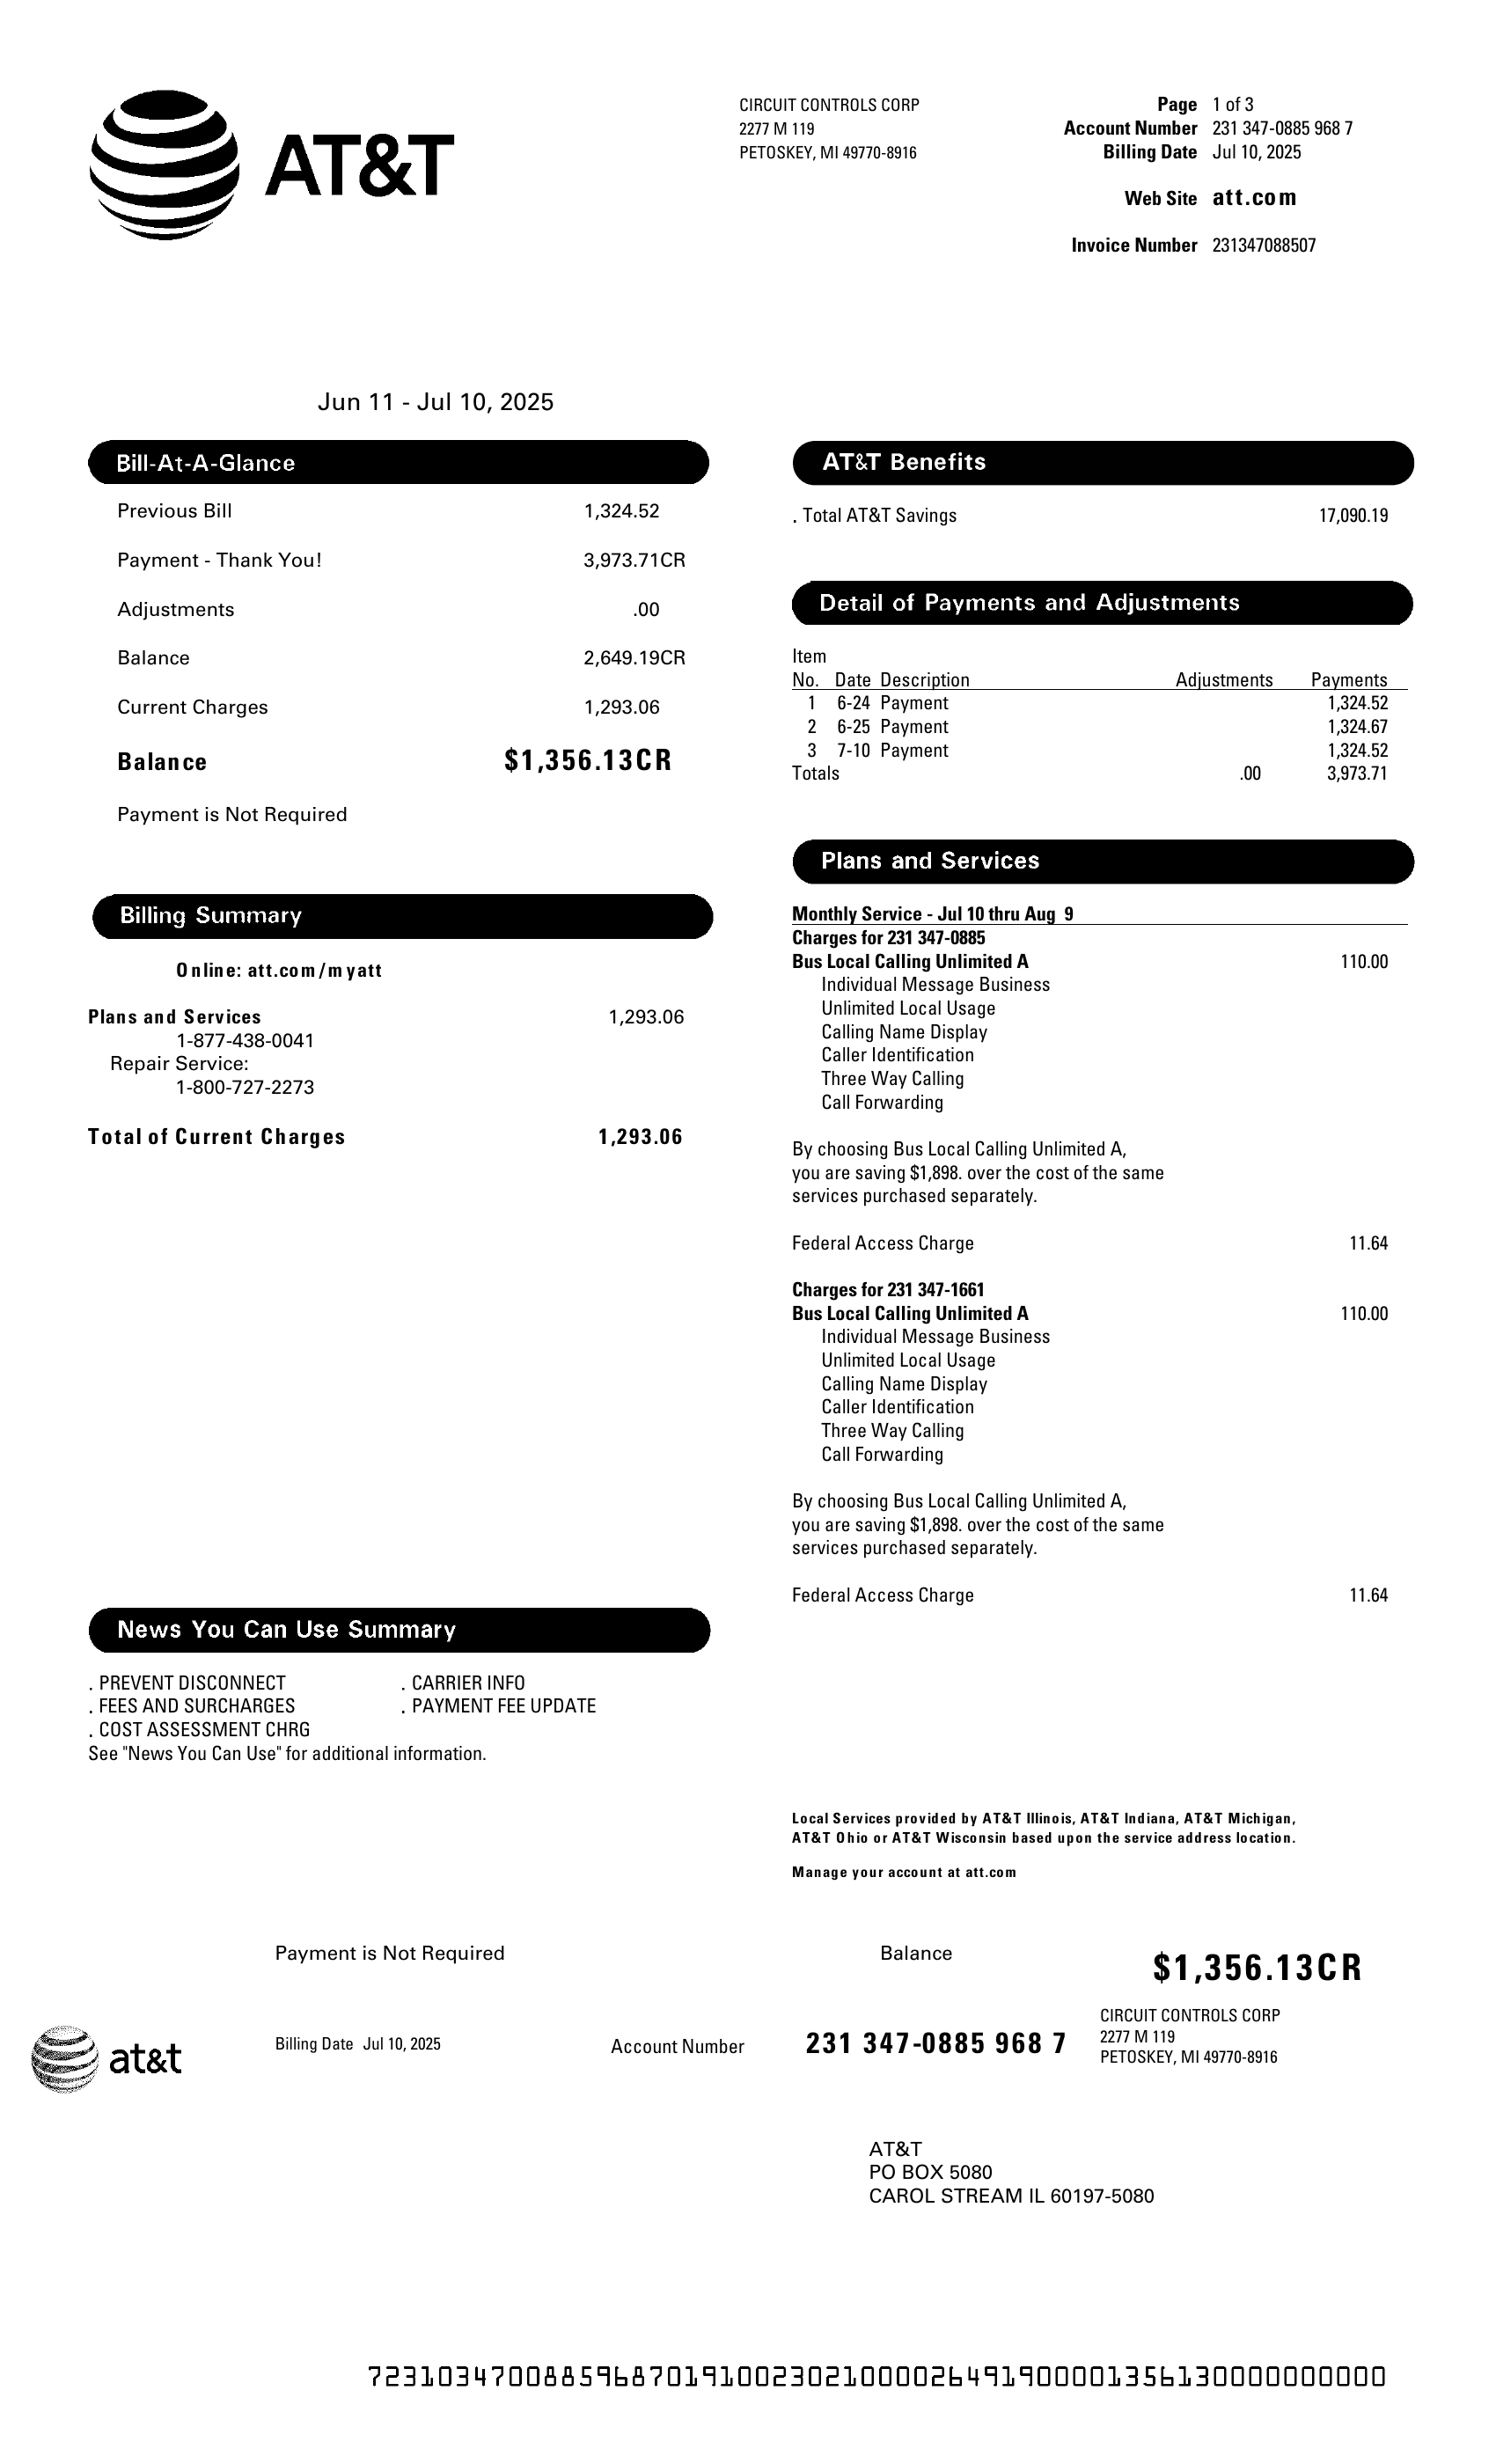 AT&T
CIRCUIT CONTROLS CORP
2277 M 119
PETOSKEY, MI 49770-8916
Page 1 of 3
Account Number 231 347-0885 968 7
Billing Date Jul 10, 2025
Web Site att.com
Invoice Number 231347088507
Jun 11 - Jul 10, 2025
Bill-At-A-Glance
Previous Bill 1,324.52
Payment - Thank You! 3,973.71CR
Adjustments .00
Balance 2,649.19CR
Current Charges 1,293.06
Balance $1,356.13CR
Payment is Not Required
Billing Summary
Online: att.com/myatt
Plans and Services 1,293.06
1-877-438-0041
Repair Service:
1-800-727-2273
Total of Current Charges 1,293.06
News You Can Use Summary
. PREVENT DISCONNECT . CARRIER INFO
. FEES AND SURCHARGES . PAYMENT FEE UPDATE
. COST ASSESSMENT CHRG
See "News You Can Use" for additional information.
AT&T Benefits
. Total AT&T Savings 17,090.19
Detail of Payments and Adjustments
Item
No. Date Description Adjustments Payments
1 6-24 Payment 1,324.52
2 6-25 Payment 1,324.67
3 7-10 Payment 1,324.52
Totals .00 3,973.71
Plans and Services
Monthly Service - Jul 10 thru Aug 9
Charges for 231 347-0885
Bus Local Calling Unlimited A 110.00
Individual Message Business
Unlimited Local Usage
Calling Name Display
Caller Identification
Three Way Calling
Call Forwarding
By choosing Bus Local Calling Unlimited A,
you are saving $1,898. over the cost of the same
services purchased separately.
Federal Access Charge 11.64
Charges for 231 347-1661
Bus Local Calling Unlimited A 110.00
Individual Message Business
Unlimited Local Usage
Calling Name Display
Caller Identification
Three Way Calling
Call Forwarding
By choosing Bus Local Calling Unlimited A,
you are saving $1,898. over the cost of the same
services purchased separately.
Federal Access Charge 11.64
Local Services provided by AT&T Illinois, AT&T Indiana, AT&T Michigan,
AT&T Ohio or AT&T Wisconsin based upon the service address location.
Manage your account at att.com
Payment is Not Required Balance $1,356.13CR
at&t
Billing Date Jul 10, 2025 Account Number 231 347-0885 968 7
CIRCUIT CONTROLS CORP
2277 M 119
PETOSKEY, MI 49770-8916
AT&T
PO BOX 5080
CAROL STREAM IL 60197-5080
7231034700885968701910023021000026491900001356130000000000